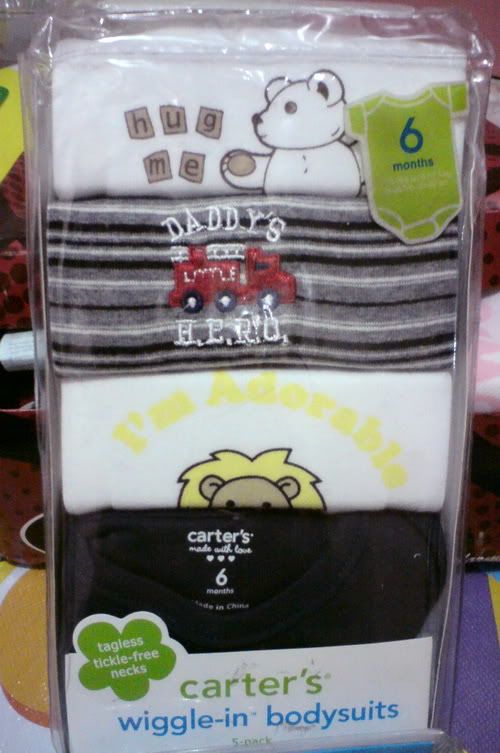 hug
me
6
months
DADDY'S
LITTLE
H.E.R.O.
I'm Adorable
carter's
made with love
6
months
Made in China
tagless
tickle-free
necks
carter's
wiggle-in™ bodysuits
5-pack